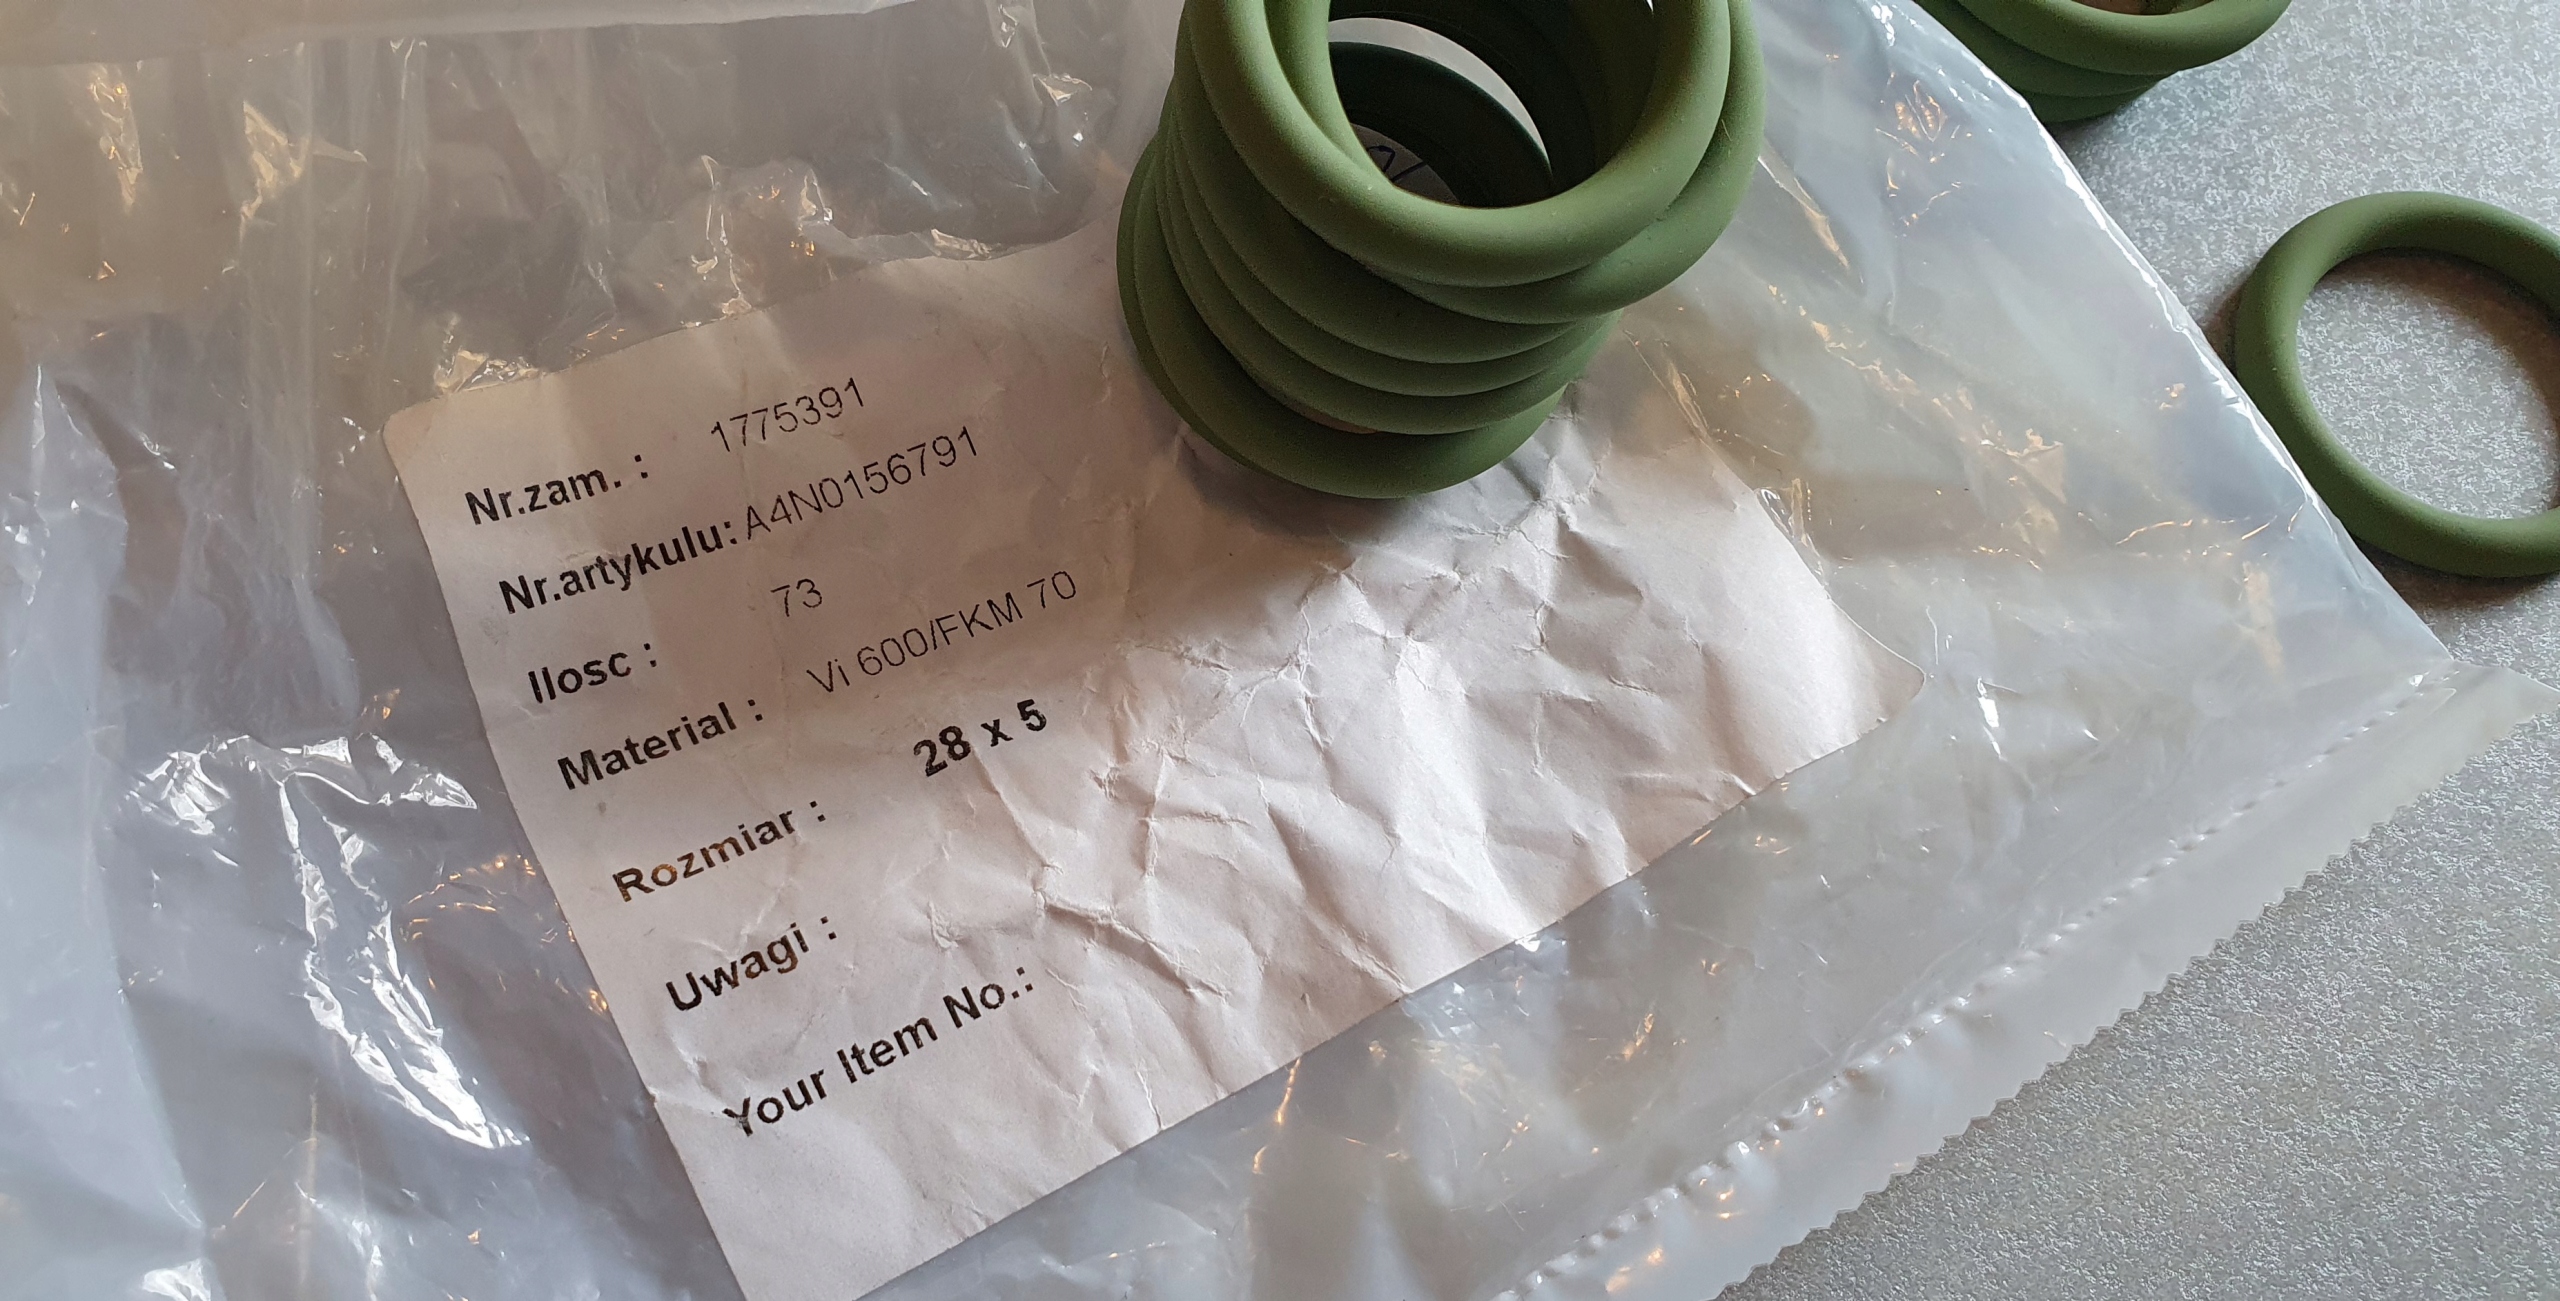 Nr.zam. : 1775391
Nr.artykulu: A4N0156791
Ilosc : 73
Material : Vi 600/FKM 70
Rozmiar : 28 x 5
Uwagi :
Your Item No.: